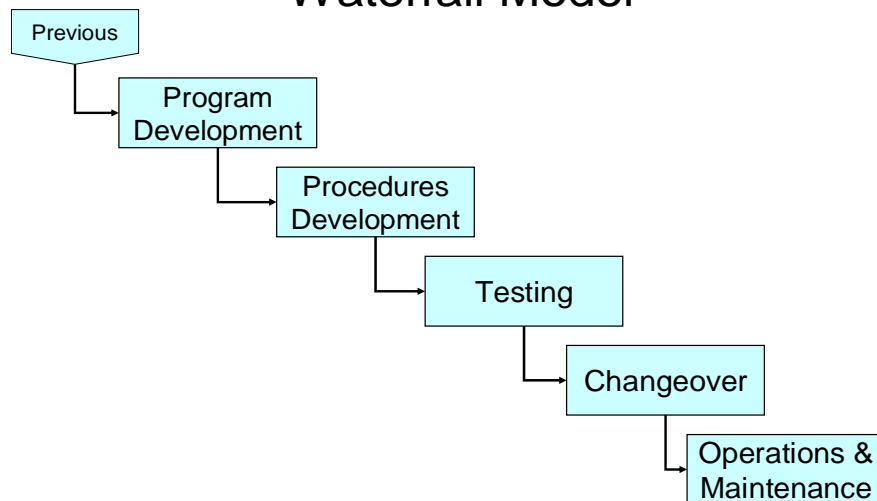 Waterfall Model
Previous
Program
Development
Procedures
Development
Testing
Changeover
Operations &
Maintenance